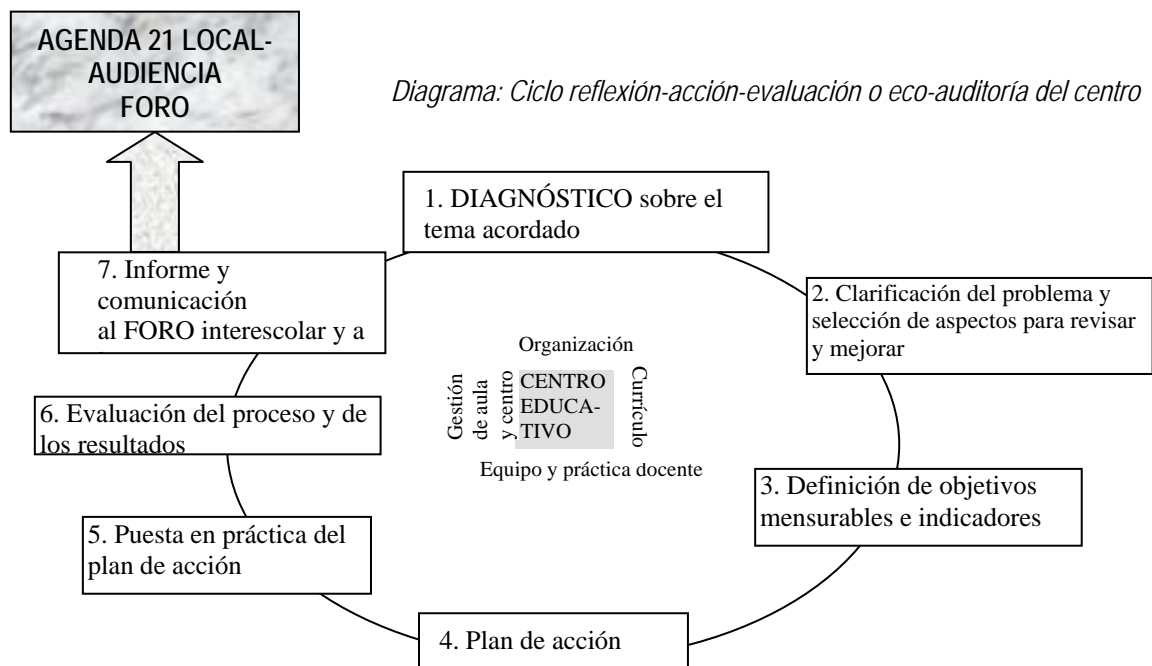 AGENDA 21 LOCAL-
AUDIENCIA
FORO
Diagrama: Ciclo reflexión-acción-evaluación o eco-auditoría del centro
1. DIAGNÓSTICO sobre el
tema acordado
2. Clarificación del problema y
selección de aspectos para revisar
y mejorar
3. Definición de objetivos
mensurables e indicadores
4. Plan de acción
5. Puesta en práctica del
plan de acción
6. Evaluación del proceso y de
los resultados
7. Informe y
comunicación
al FORO interescolar y a
Organización
Gestión
de aula
y centro
CENTRO
EDUCA-
TIVO
Currículo
Equipo y práctica docente